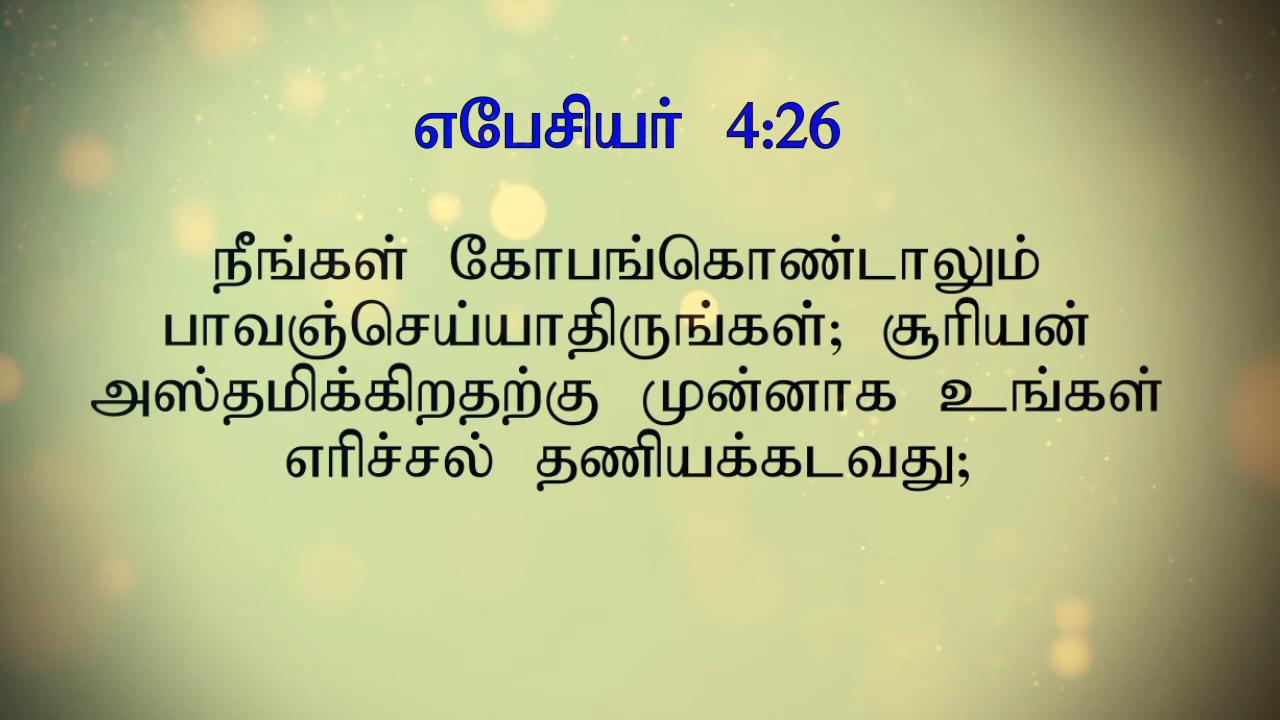 எபேசியர் 4:26
நீங்கள் கோபங்கொண்டாலும்
பாவஞ்செய்யாதிருங்கள்; சூரியன்
அஸ்தமிக்கிறதற்கு முன்னாக உங்கள்
எரிச்சல் தணியக்கடவது;